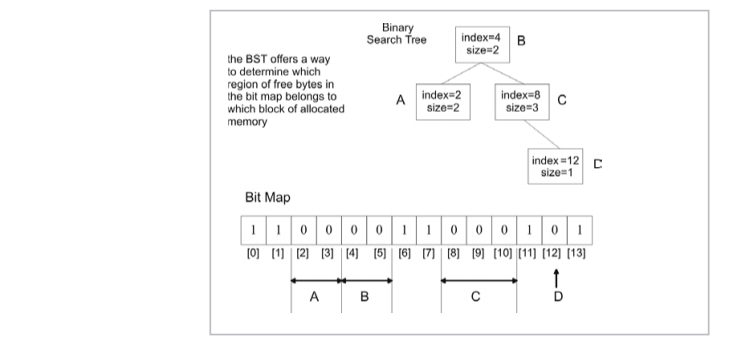 Binary
Search Tree
the BST offers a way
to determine which
region of free bytes in
the bit map belongs to
which block of allocated
memory
index=4
size=2
B
A
index=2
size=2
index=8
size=3
C
index=12
size=1
D
Bit Map
1 1 0 0 0 0 1 1 0 0 0 1 0 1
[0] [1] [2] [3] [4] [5] [6] [7] [8] [9] [10] [11] [12] [13]
A B C D